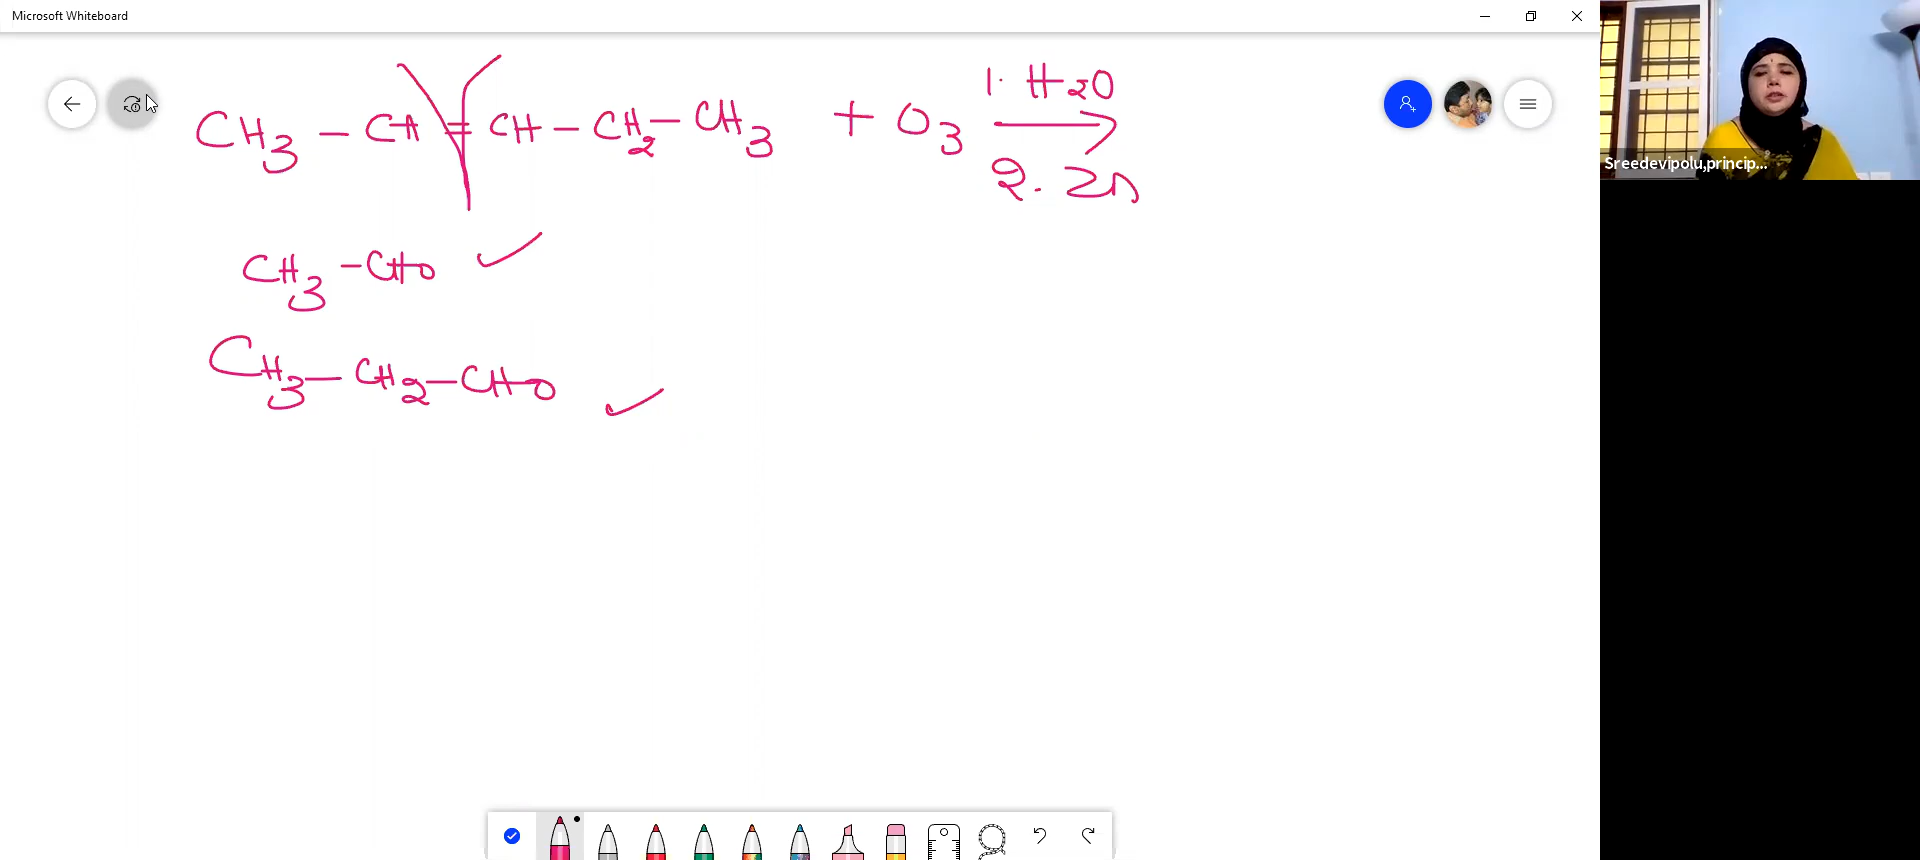 Microsoft Whiteboard
CH3 – CH = CH – CH2 – CH3 + O3 1. H2O
2. Zn
Sreedevipolu,princip...
CH3 – CHO ✓
CH3 – CH2 – CHO ✓